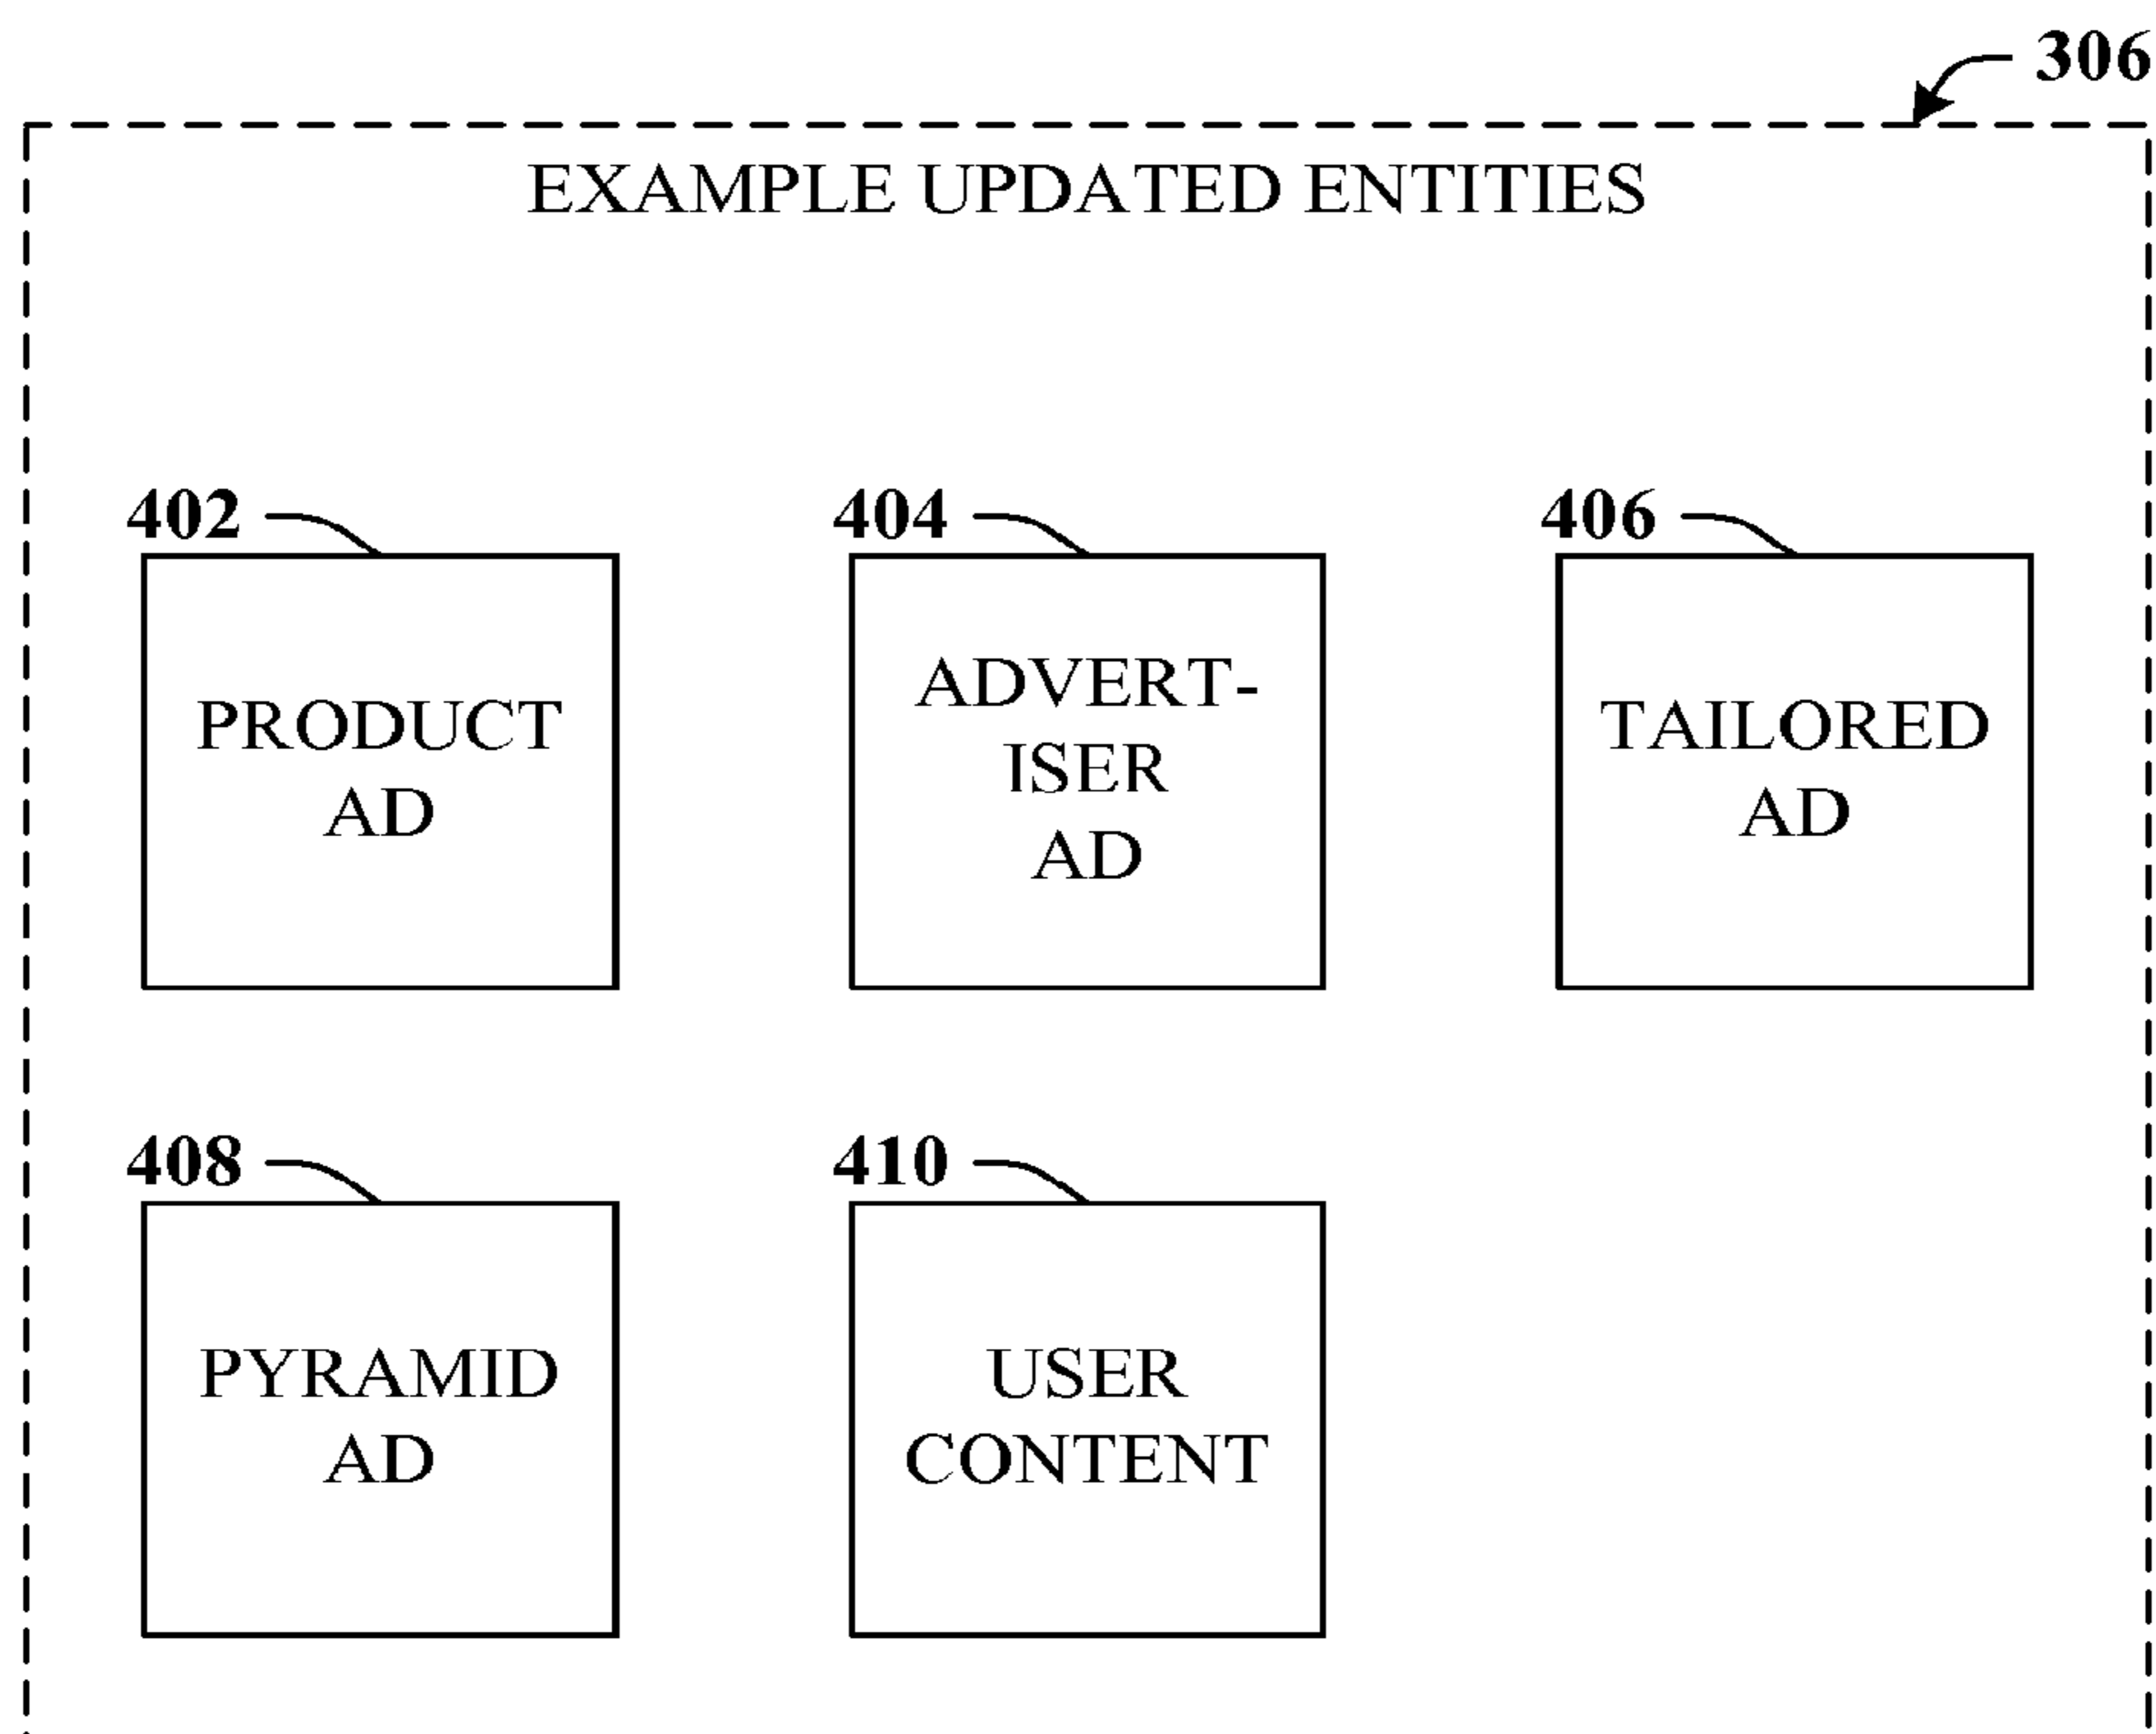 306
EXAMPLE UPDATED ENTITIES
402
PRODUCT
AD
404
ADVERT-
ISER
AD
406
TAILORED
AD
408
PYRAMID
AD
410
USER
CONTENT